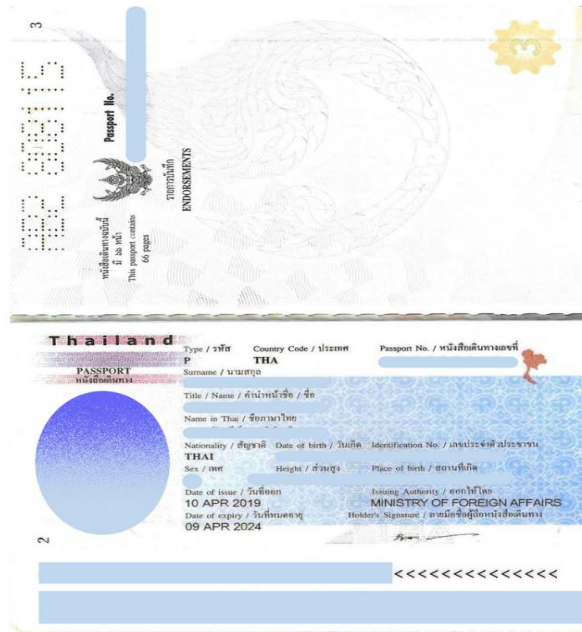 3
Passport No.
หนังสือเดินทางฉบับนี้
มี ๖๖ หน้า
This passport contains
66 pages
รายการบันทึก
ENDORSEMENTS
Thailand
PASSPORT
หนังสือเดินทาง
Type / รหัส Country Code / ประเทศ Passport No. / หนังสือเดินทางเลขที่
P THA
Surname / นามสกุล
Title / Name / คำนำหน้าชื่อ / ชื่อ
Name in Thai / ชื่อภาษาไทย
Nationality / สัญชาติ Date of birth / วันเกิด Identification No. / เลขประจำตัวประชาชน
THAI
Sex / เพศ Height / ส่วนสูง Place of birth / สถานที่เกิด
Date of issue / วันที่ออก Issuing Authority / ออกให้โดย
10 APR 2019 MINISTRY OF FOREIGN AFFAIRS
Date of expiry / วันที่หมดอายุ Holder's Signature / ลายมือชื่อผู้ถือหนังสือเดินทาง
09 APR 2024
2
<<<<<<<<<<<<<<